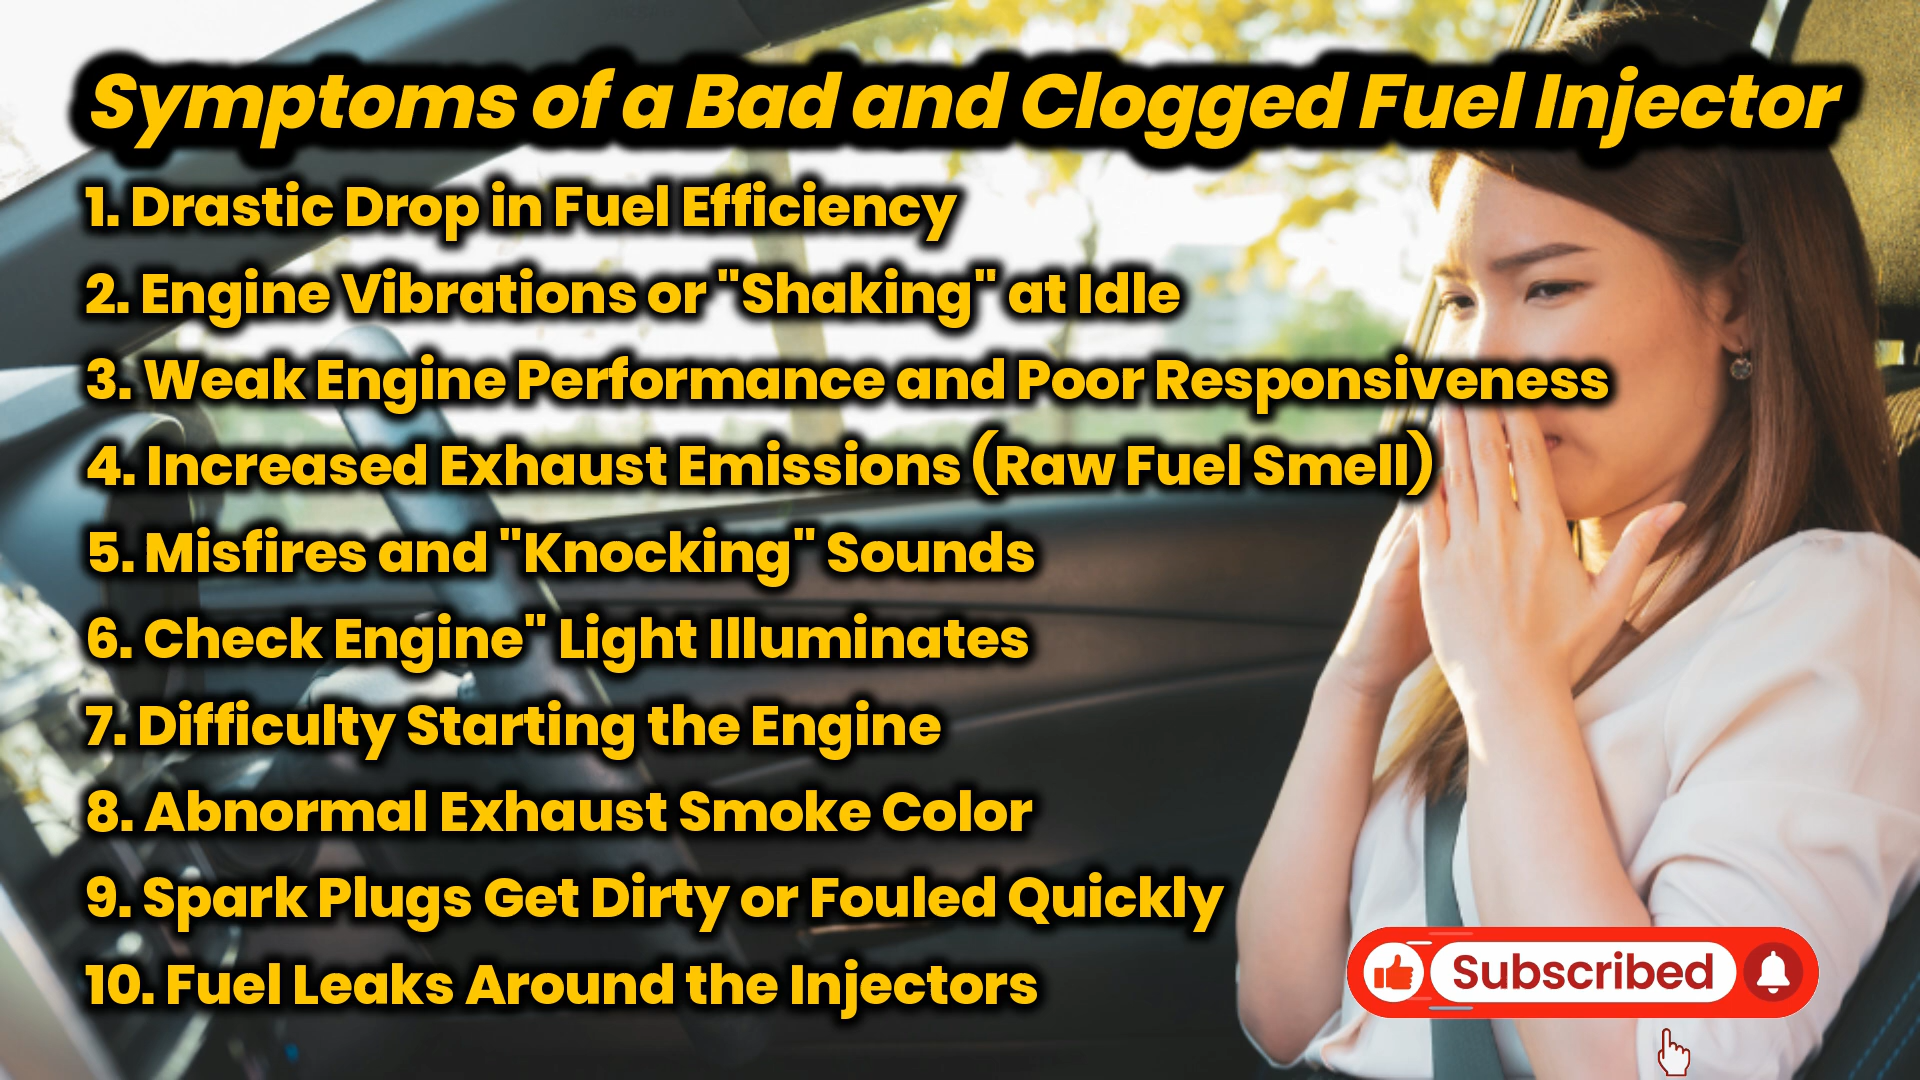 Symptoms of a Bad and Clogged Fuel Injector
1. Drastic Drop in Fuel Efficiency
2. Engine Vibrations or "Shaking" at Idle
3. Weak Engine Performance and Poor Responsiveness
4. Increased Exhaust Emissions (Raw Fuel Smell)
5. Misfires and "Knocking" Sounds
6. Check Engine" Light Illuminates
7. Difficulty Starting the Engine
8. Abnormal Exhaust Smoke Color
9. Spark Plugs Get Dirty or Fouled Quickly
10. Fuel Leaks Around the Injectors
Subscribed